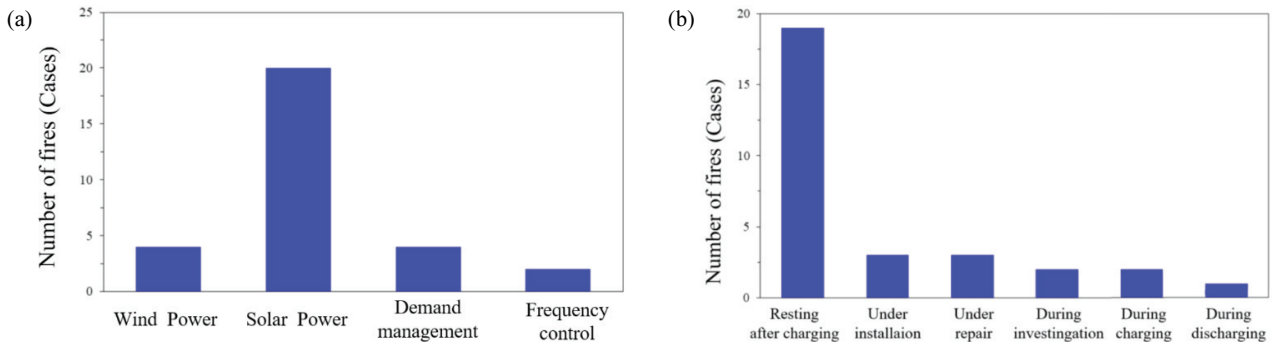 (a)
Number of fires (Cases)
25
20
15
10
5
0
Wind Power
Solar Power
Demand
management
Frequency
control
(b)
Number of fires (Cases)
20
15
10
5
0
Resting
after charging
Under
installaion
Under
repair
During
investingation
During
charging
During
discharging